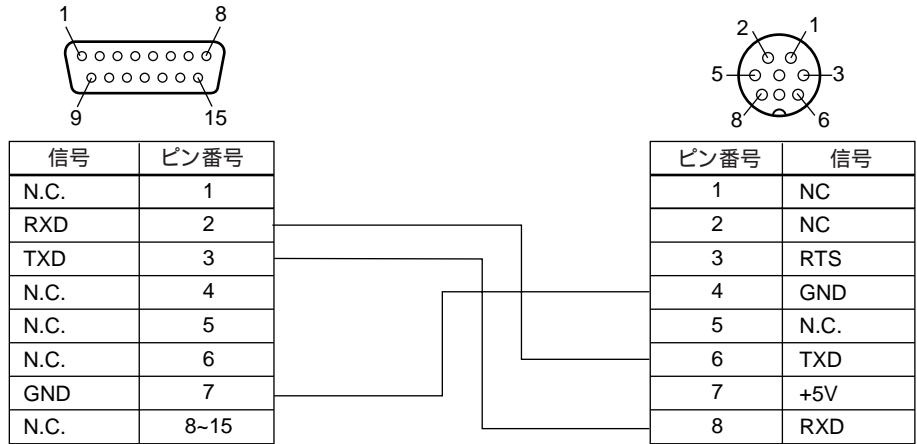 1 8
9 15
2 1
5 3
8 6
信号 ピン番号
N.C. 1
RXD 2
TXD 3
N.C. 4
N.C. 5
N.C. 6
GND 7
N.C. 8~15
ピン番号 信号
1 NC
2 NC
3 RTS
4 GND
5 N.C.
6 TXD
7 +5V
8 RXD